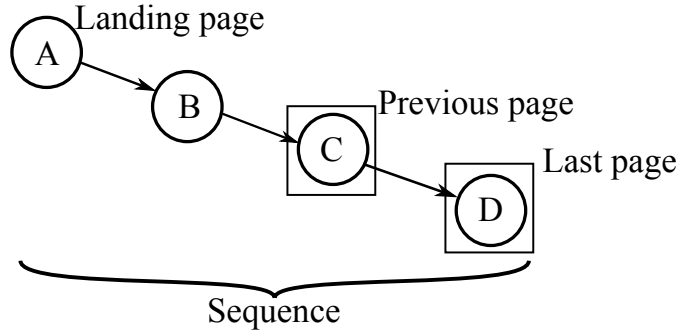 Landing page
A
B
Previous page
C
Last page
D
Sequence